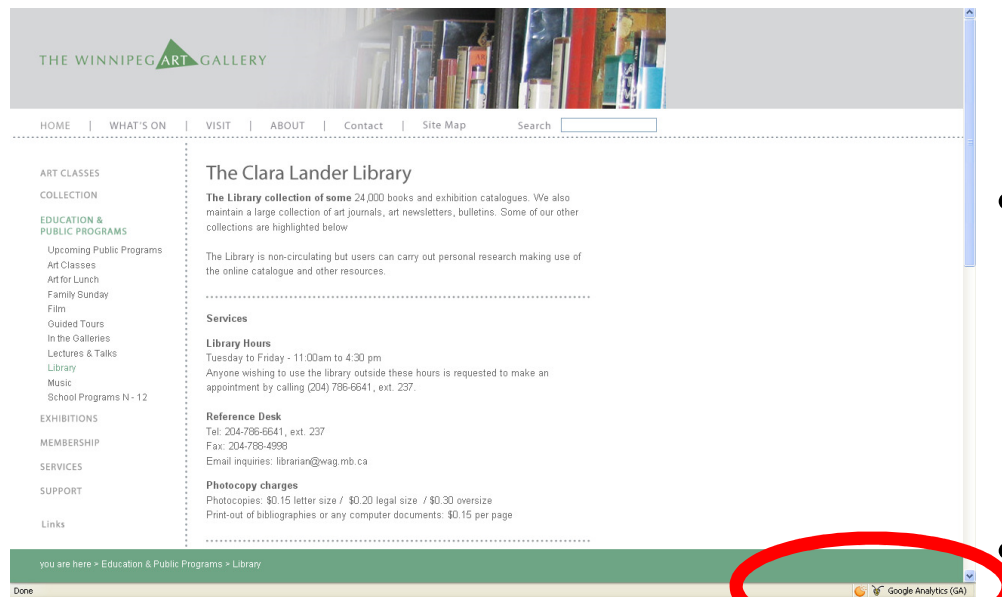 THE WINNIPEG ART GALLERY
HOME | WHAT'S ON | VISIT | ABOUT | Contact | Site Map Search
ART CLASSES
COLLECTION
EDUCATION &
PUBLIC PROGRAMS
Upcoming Public Programs
Art Classes
Art for Lunch
Family Sunday
Film
Guided Tours
In the Galleries
Lectures & Talks
Library
Music
School Programs N - 12
EXHIBITIONS
MEMBERSHIP
SERVICES
SUPPORT
Links
The Clara Lander Library
The Library collection of some 24,000 books and exhibition catalogues. We also
maintain a large collection of art journals, art newsletters, bulletins. Some of our other
collections are highlighted below
The Library is non-circulating but users can carry out personal research making use of
the online catalogue and other resources.
Services
Library Hours
Tuesday to Friday - 11:00am to 4:30 pm
Anyone wishing to use the library outside these hours is requested to make an
appointment by calling (204) 786-6641, ext. 237.
Reference Desk
Tel: 204-786-6641, ext. 237
Fax: 204-788-4998
Email inquiries: librarian@wag.mb.ca
Photocopy charges
Photocopies: $0.15 letter size / $0.20 legal size / $0.30 oversize
Print-out of bibliographies or any computer documents: $0.15 per page
you are here > Education & Public Programs > Library
Done
Google Analytics (GA)